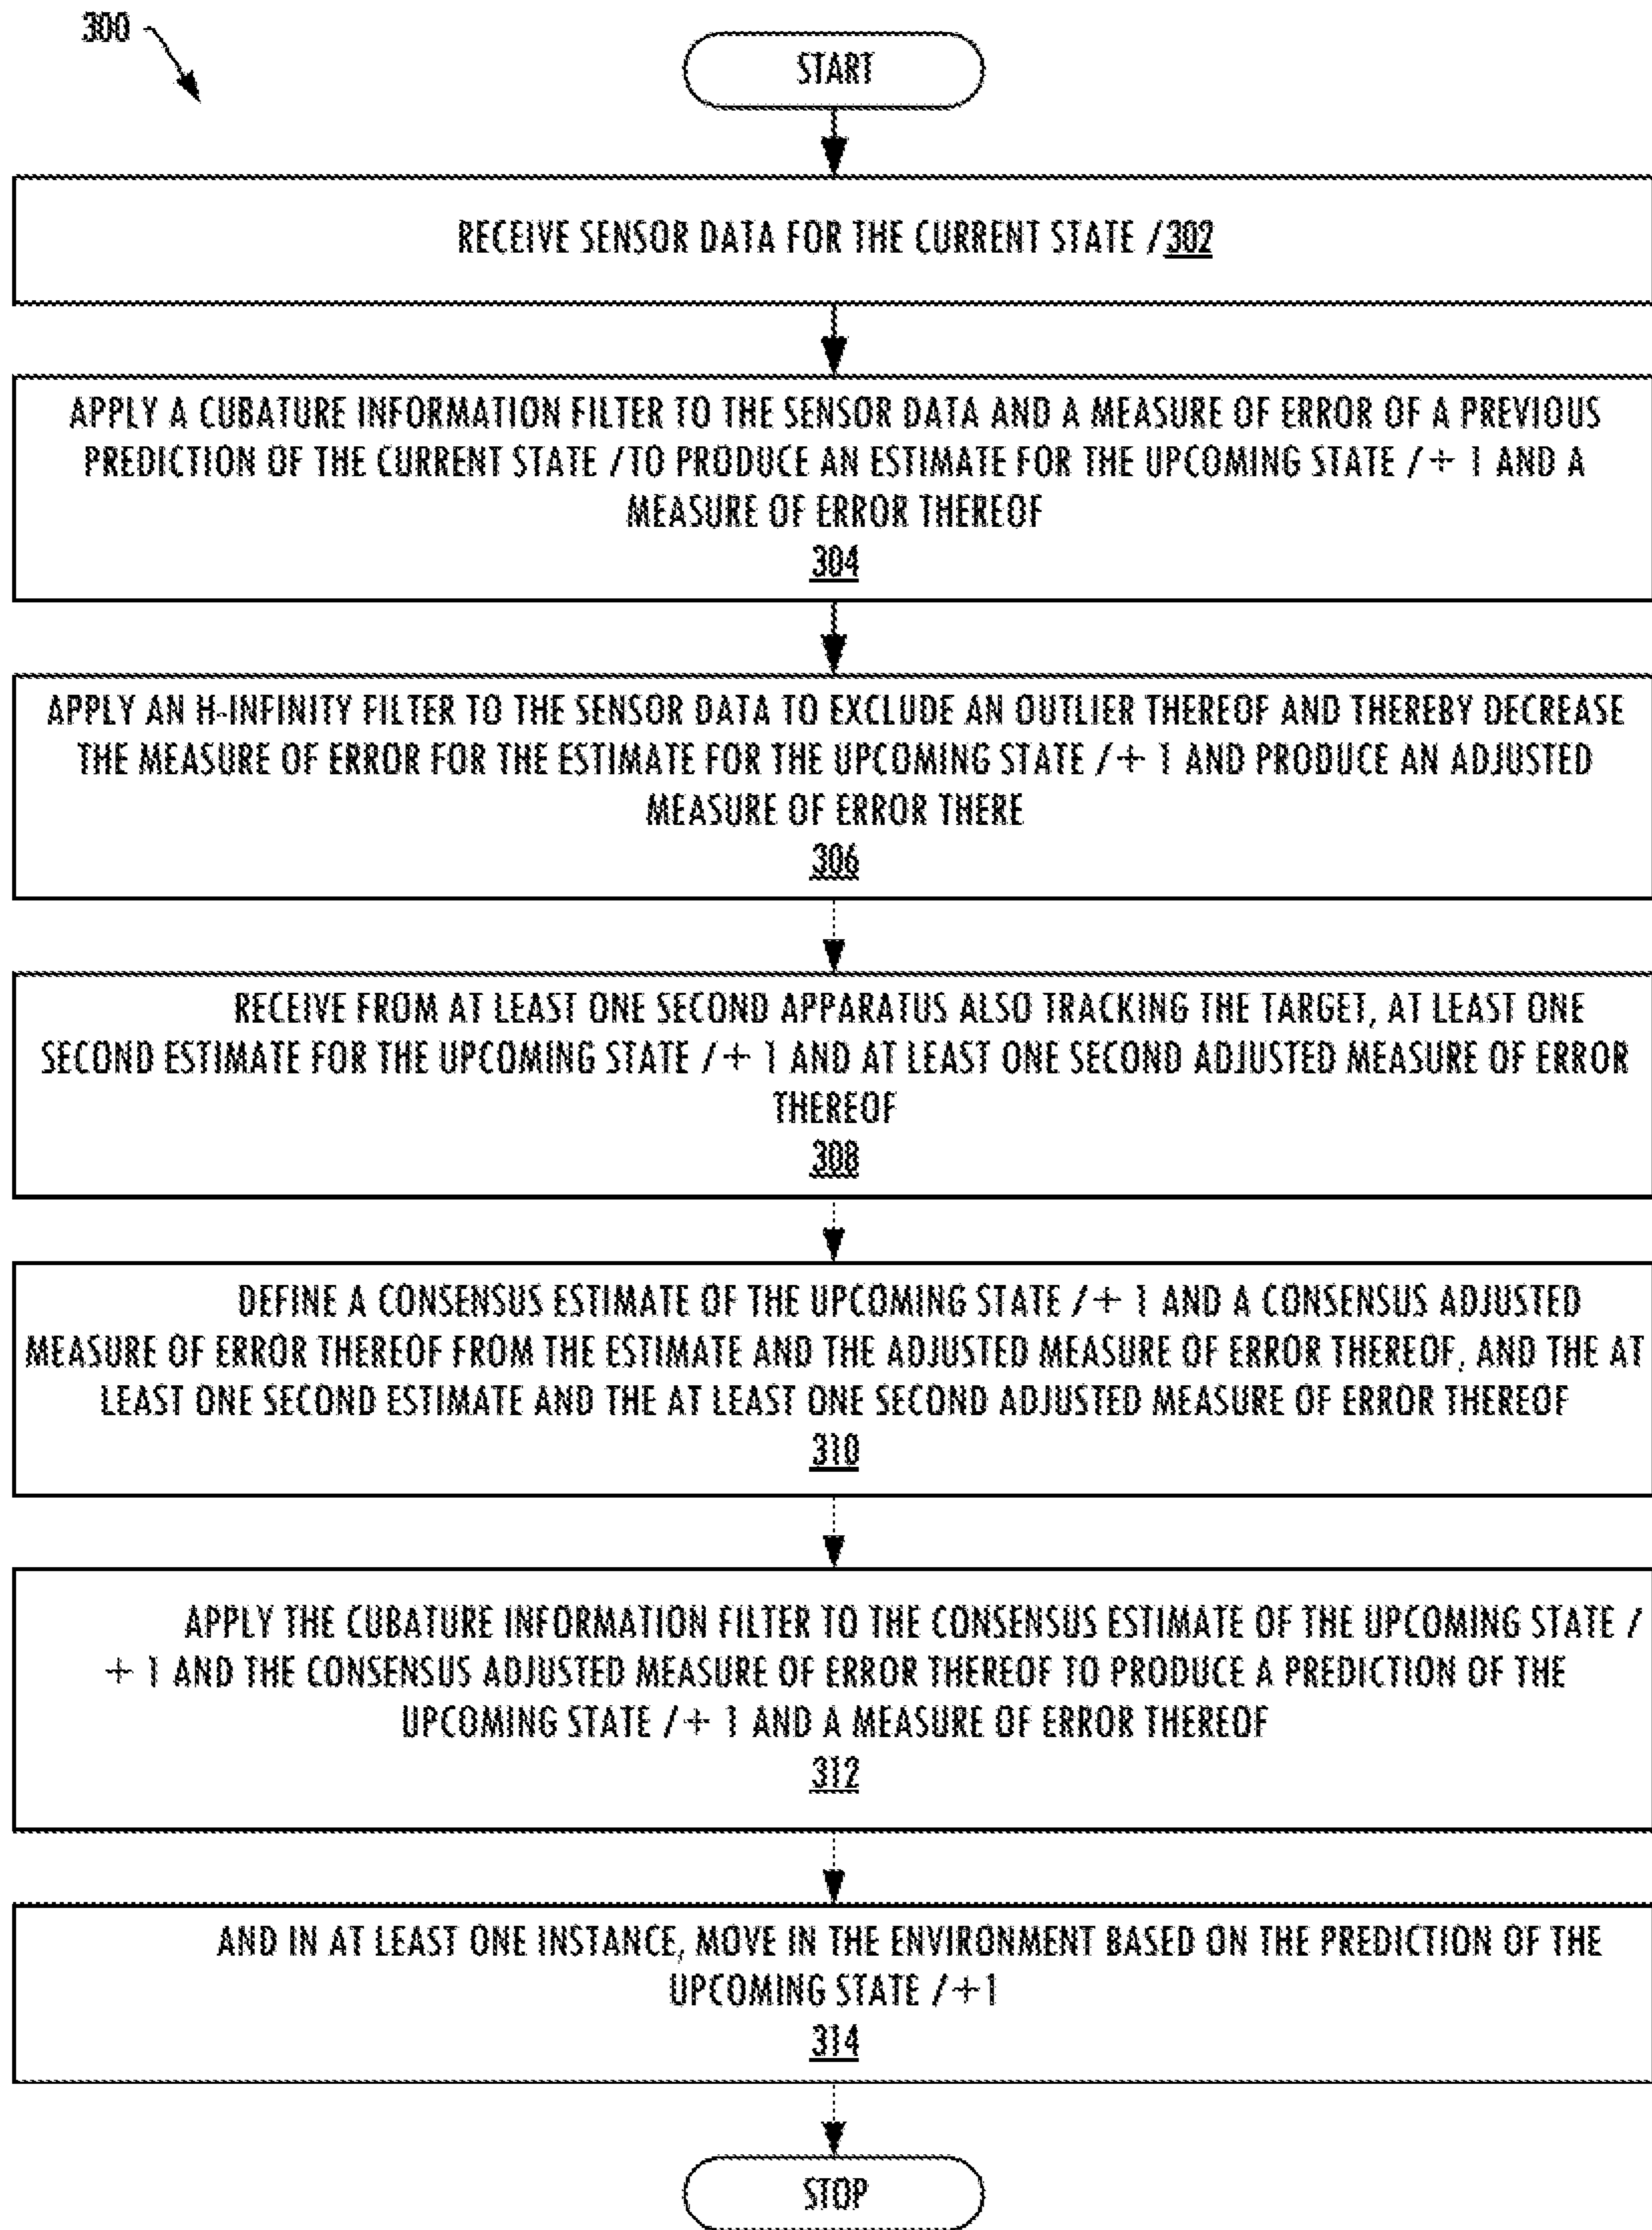 300
START
RECEIVE SENSOR DATA FOR THE CURRENT STATE /302
APPLY A CUBATURE INFORMATION FILTER TO THE SENSOR DATA AND A MEASURE OF ERROR OF A PREVIOUS
PREDICTION OF THE CURRENT STATE /TO PRODUCE AN ESTIMATE FOR THE UPCOMING STATE /+ 1 AND A
MEASURE OF ERROR THEREOF
304
APPLY AN H-INFINITY FILTER TO THE SENSOR DATA TO EXCLUDE AN OUTLIER THEREOF AND THEREBY DECREASE
THE MEASURE OF ERROR FOR THE ESTIMATE FOR THE UPCOMING STATE /+ 1 AND PRODUCE AN ADJUSTED
MEASURE OF ERROR THERE
306
RECEIVE FROM AT LEAST ONE SECOND APPARATUS ALSO TRACKING THE TARGET, AT LEAST ONE
SECOND ESTIMATE FOR THE UPCOMING STATE /+ 1 AND AT LEAST ONE SECOND ADJUSTED MEASURE OF ERROR
THEREOF
308
DEFINE A CONSENSUS ESTIMATE OF THE UPCOMING STATE /+ 1 AND A CONSENSUS ADJUSTED
MEASURE OF ERROR THEREOF FROM THE ESTIMATE AND THE ADJUSTED MEASURE OF ERROR THEREOF, AND THE AT
LEAST ONE SECOND ESTIMATE AND THE AT LEAST ONE SECOND ADJUSTED MEASURE OF ERROR THEREOF
310
APPLY THE CUBATURE INFORMATION FILTER TO THE CONSENSUS ESTIMATE OF THE UPCOMING STATE /
+ 1 AND THE CONSENSUS ADJUSTED MEASURE OF ERROR THEREOF TO PRODUCE A PREDICTION OF THE
UPCOMING STATE /+ 1 AND A MEASURE OF ERROR THEREOF
312
AND IN AT LEAST ONE INSTANCE, MOVE IN THE ENVIRONMENT BASED ON THE PREDICTION OF THE
UPCOMING STATE /+1
314
STOP